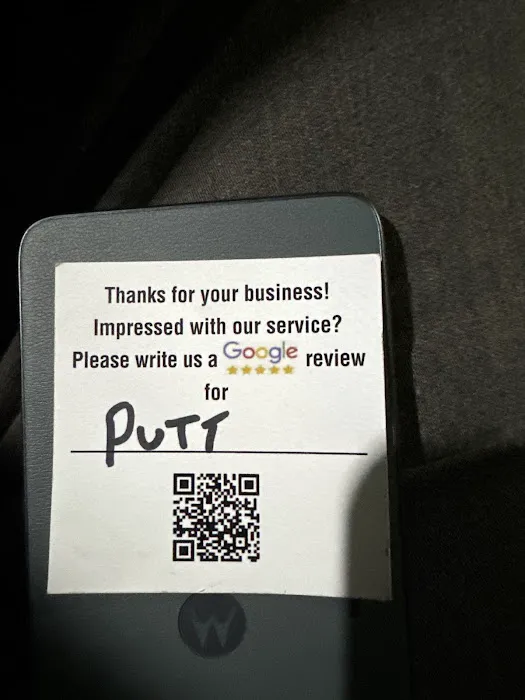 Thanks for your business!
Impressed with our service?
Please write us a Google review
for
PUTT
W